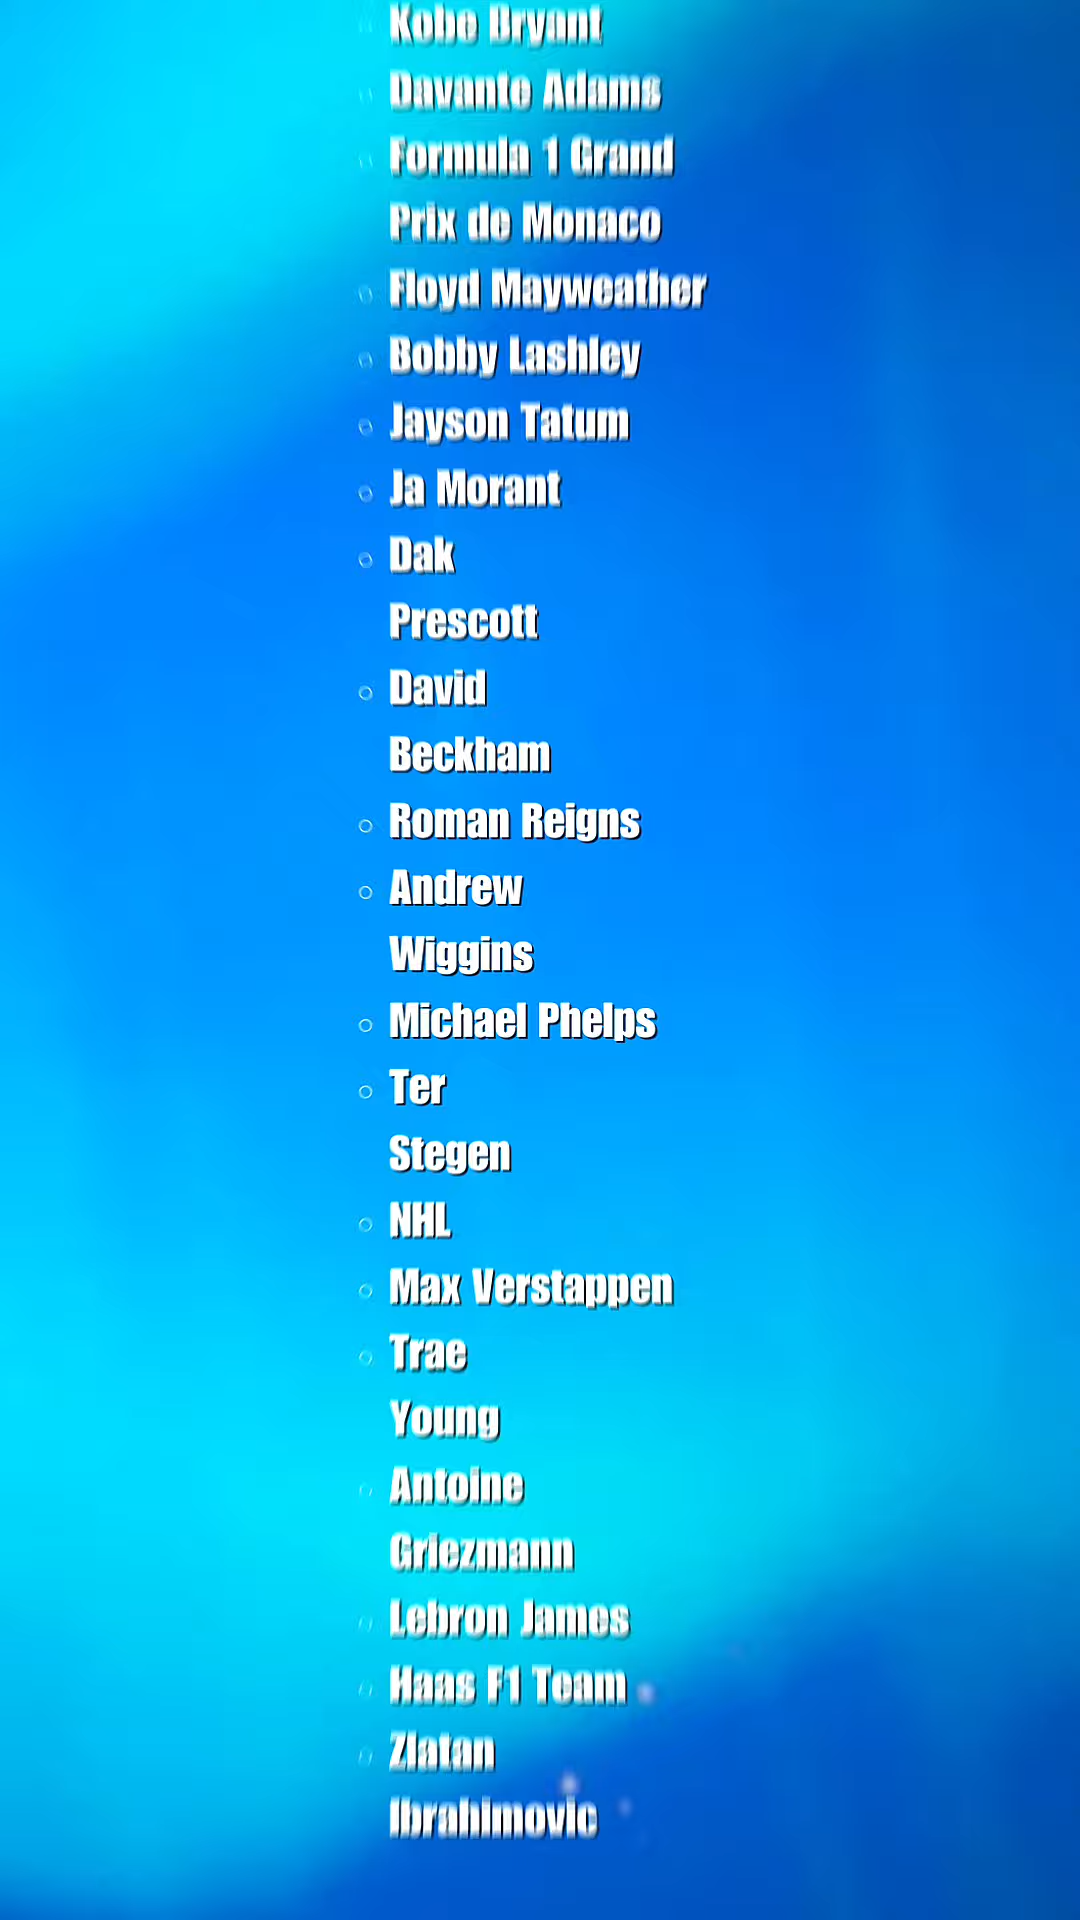 Kobe Bryant
Davante Adams
Formula 1 Grand
Prix de Monaco
Floyd Mayweather
Bobby Lashley
Jayson Tatum
Ja Morant
Dak
Prescott
David
Beckham
Roman Reigns
Andrew
Wiggins
Michael Phelps
Ter
Stegen
NHL
Max Verstappen
Trae
Young
Antoine
Griezmann
Lebron James
Haas F1 Team
Zlatan
Ibrahimovic